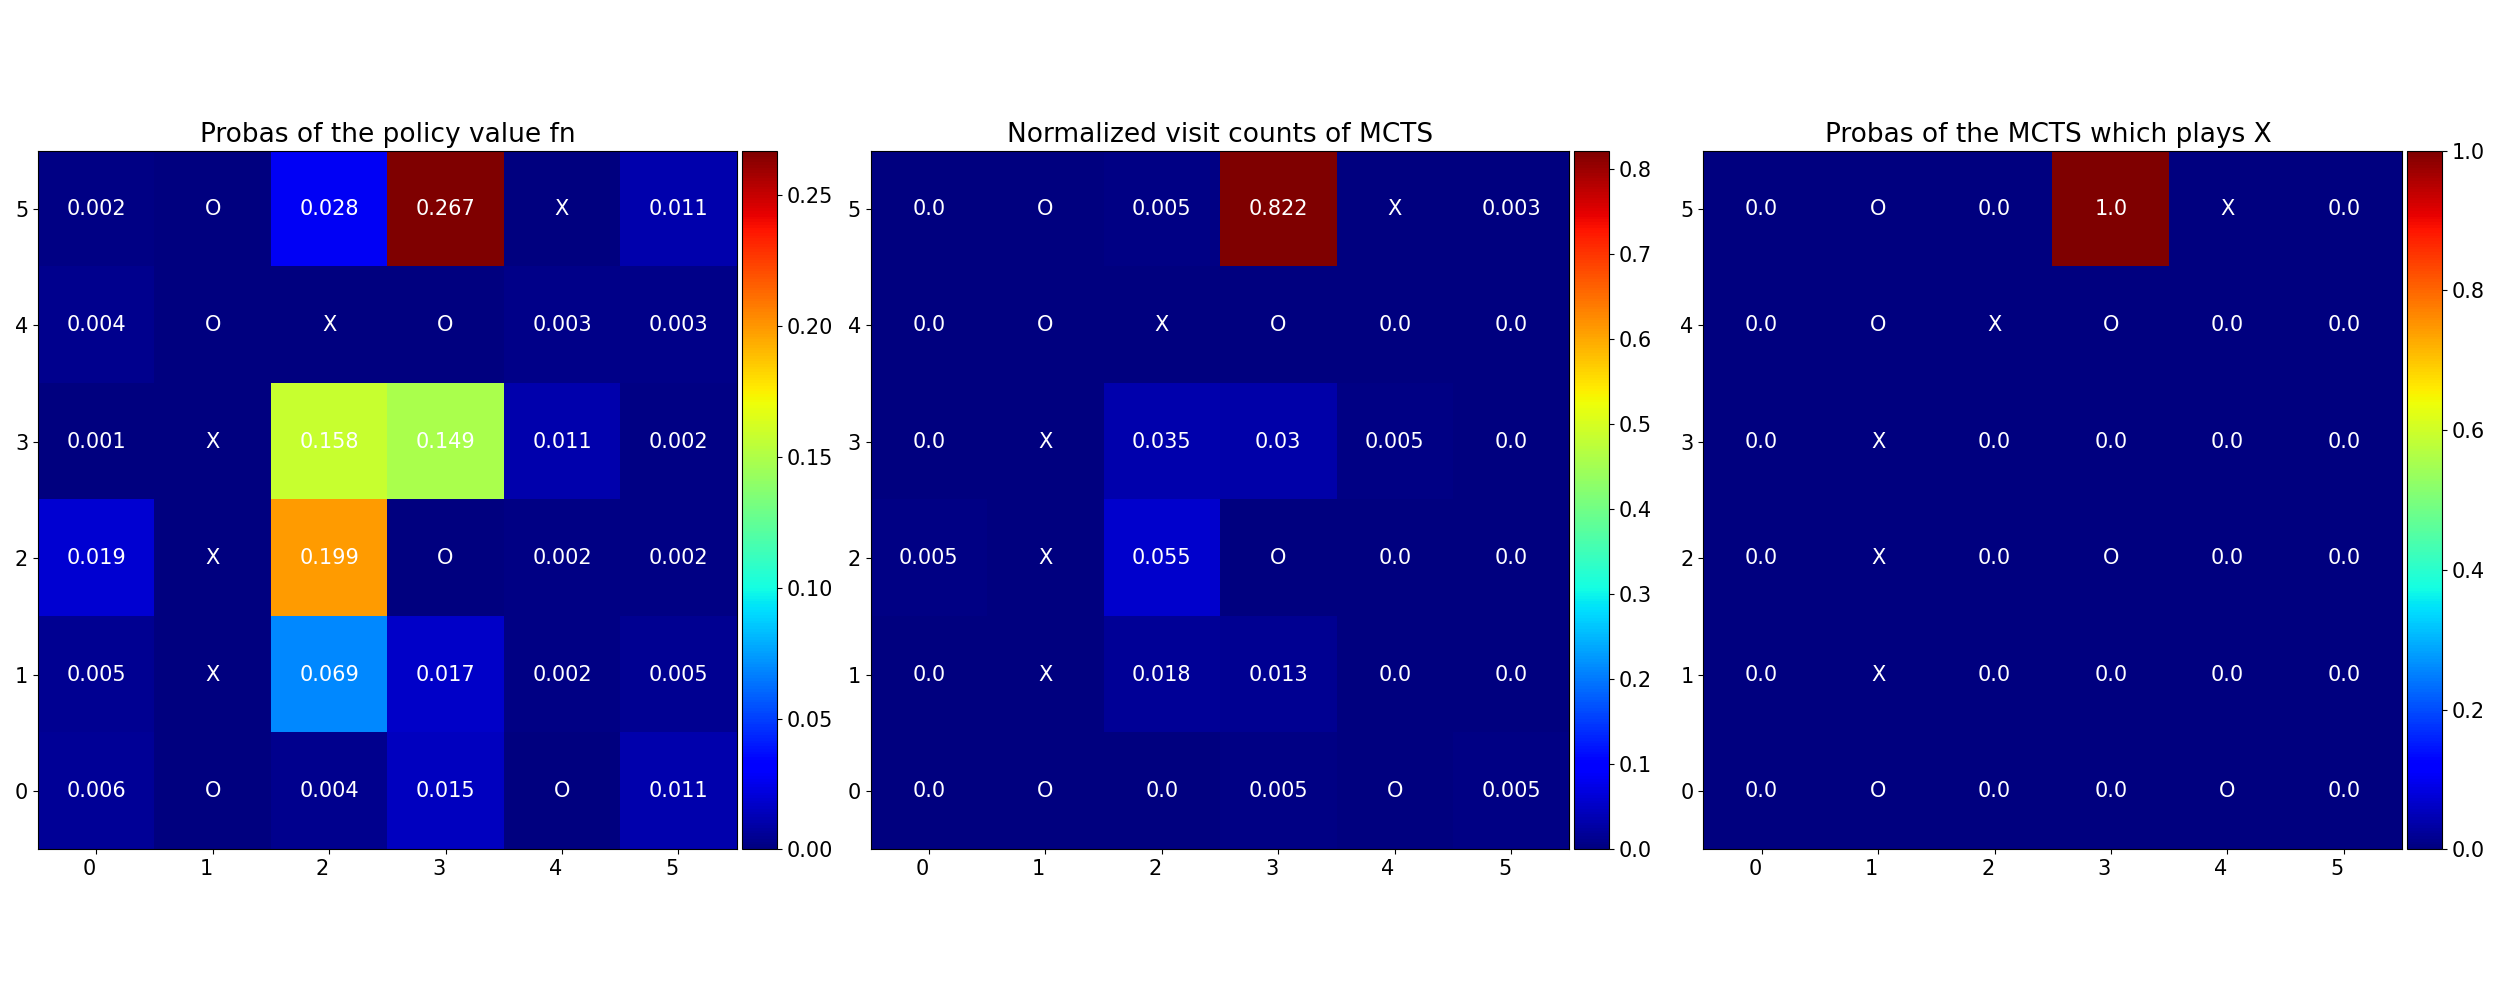 Probas of the policy value fn
5 0.002 O 0.028 0.267 X 0.011
4 0.004 O X O 0.003 0.003
3 0.001 X 0.158 0.149 0.011 0.002
2 0.019 X 0.199 O 0.002 0.002
1 0.005 X 0.069 0.017 0.002 0.005
0 0.006 O 0.004 0.015 O 0.011
0 1 2 3 4 5
0.25
0.20
0.15
0.10
0.05
0.00
Normalized visit counts of MCTS
5 0.0 O 0.005 0.822 X 0.003
4 0.0 O X O 0.0 0.0
3 0.0 X 0.035 0.03 0.005 0.0
2 0.005 X 0.055 O 0.0 0.0
1 0.0 X 0.018 0.013 0.0 0.0
0 0.0 O 0.0 0.005 O 0.005
0 1 2 3 4 5
0.8
0.7
0.6
0.5
0.4
0.3
0.2
0.1
0.0
Probas of the MCTS which plays X
5 0.0 O 0.0 1.0 X 0.0
4 0.0 O X O 0.0 0.0
3 0.0 X 0.0 0.0 0.0 0.0
2 0.0 X 0.0 O 0.0 0.0
1 0.0 X 0.0 0.0 0.0 0.0
0 0.0 O 0.0 0.0 O 0.0
0 1 2 3 4 5
1.0
0.8
0.6
0.4
0.2
0.0